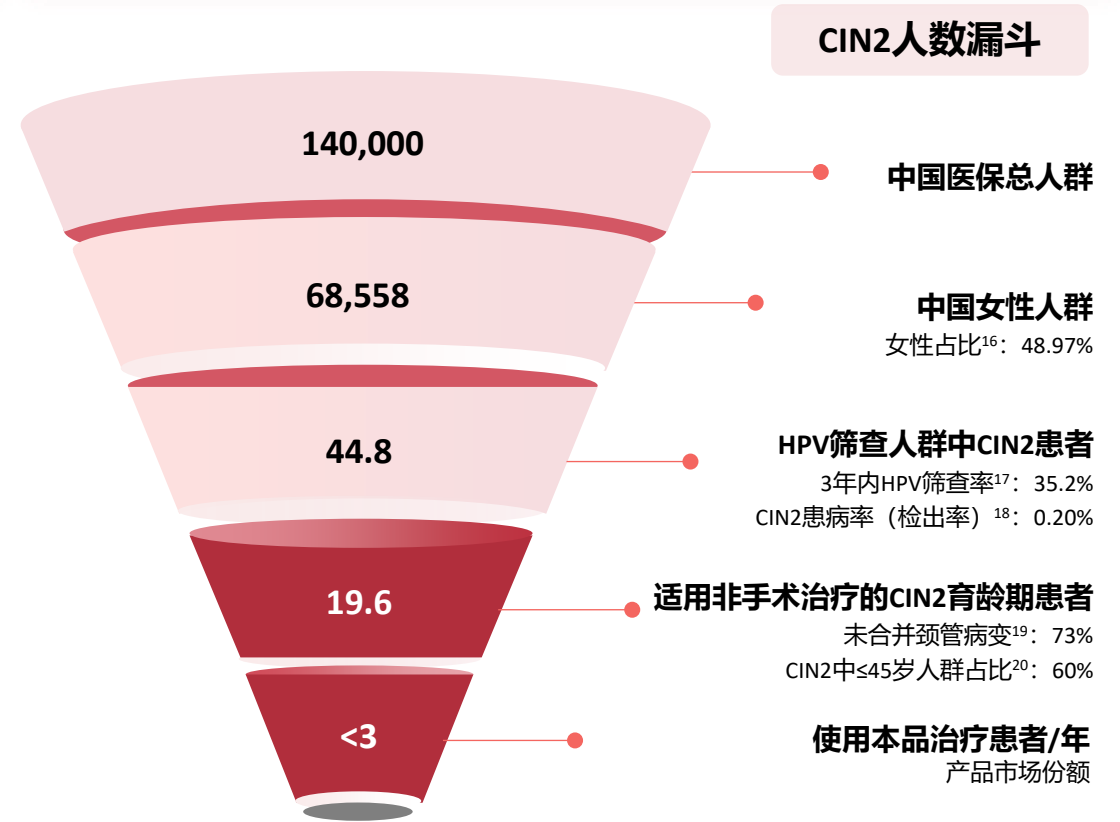 CIN2人数漏斗
140,000
中国医保总人群
68,558
中国女性人群
女性占比16：48.97%
44.8
HPV筛查人群中CIN2患者
3年内HPV筛查率17：35.2%
CIN2患病率（检出率）18：0.20%
19.6
适用非手术治疗的CIN2育龄期患者
未合并颈管病变19：73%
CIN2中≤45岁人群占比20：60%
<3
使用本品治疗患者/年
产品市场份额